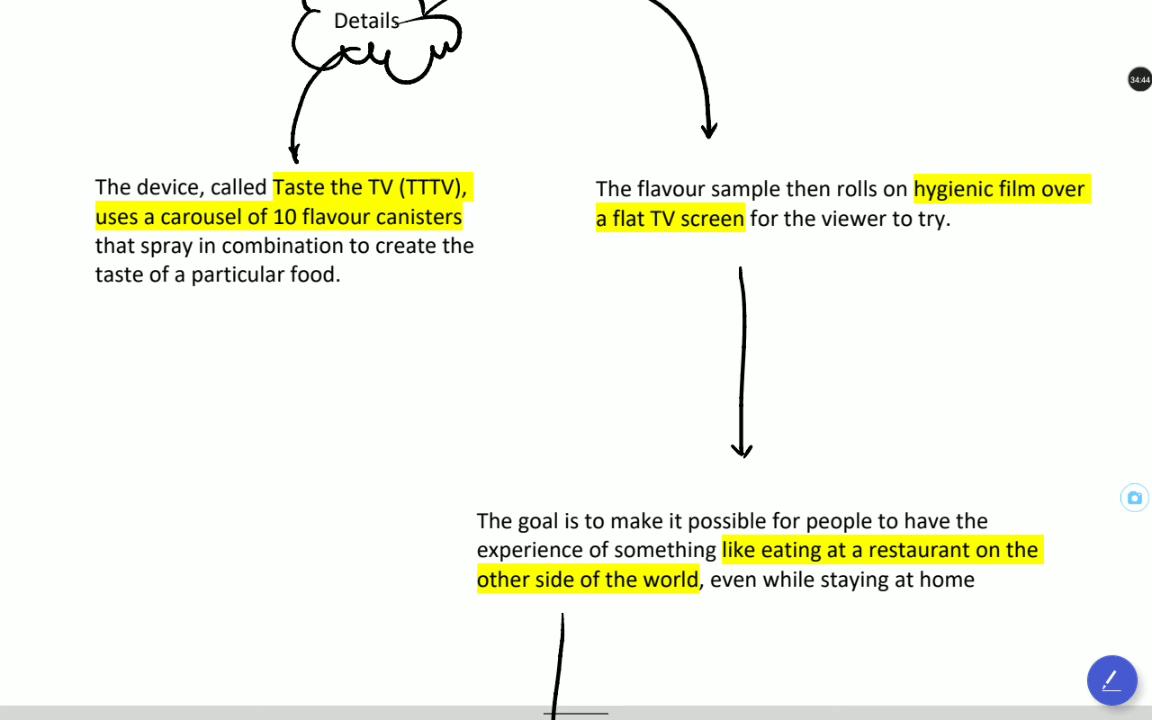 Details
34:44
The device, called Taste the TV (TTTV),
uses a carousel of 10 flavour canisters
that spray in combination to create the
taste of a particular food.
The flavour sample then rolls on hygienic film over
a flat TV screen for the viewer to try.
The goal is to make it possible for people to have the
experience of something like eating at a restaurant on the
other side of the world, even while staying at home